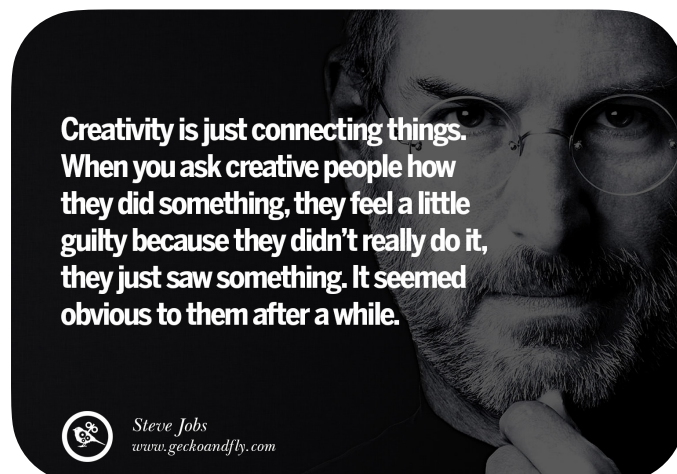 Creativity is just connecting things.
When you ask creative people how
they did something, they feel a little
guilty because they didn’t really do it,
they just saw something. It seemed
obvious to them after a while.
Steve Jobs
www.geckoandfly.com